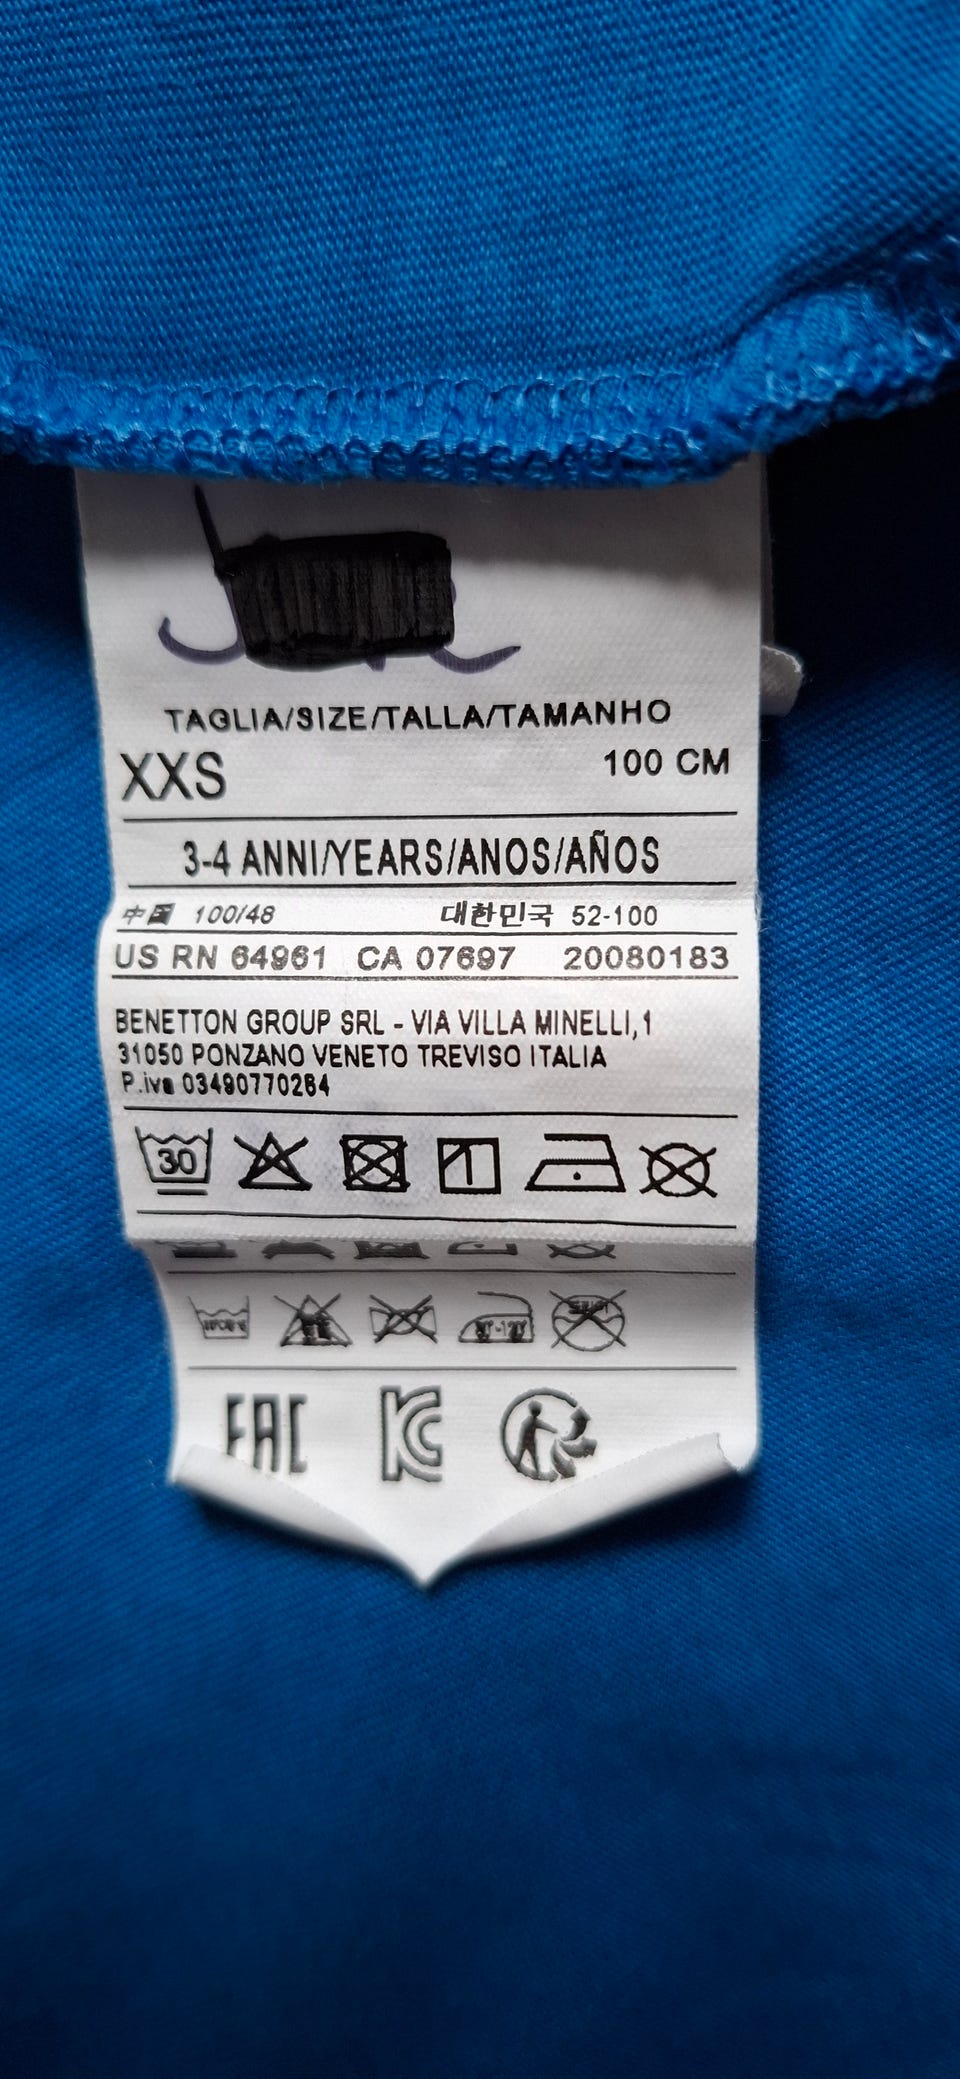 TAGLIA/SIZE/TALLA/TAMANHO
XXS 100 CM
3-4 ANNI/YEARS/ANOS/AÑOS
中国 100/48 대한민국 52-100
US RN 64961 CA 07697 20080183
BENETTON GROUP SRL - VIA VILLA MINELLI,1
31050 PONZANO VENETO TREVISO ITALIA
P.iva 03490770264
30
1
EAC KC